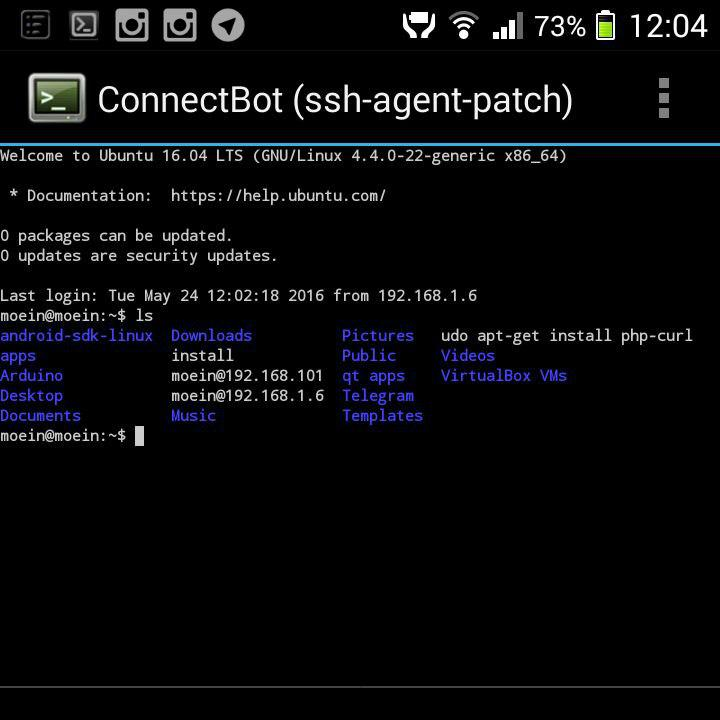 73% 12:04
ConnectBot (ssh-agent-patch)
Welcome to Ubuntu 16.04 LTS (GNU/Linux 4.4.0-22-generic x86_64)
* Documentation: https://help.ubuntu.com/
0 packages can be updated.
0 updates are security updates.
Last login: Tue May 24 12:02:18 2016 from 192.168.1.6
moein@moein:~$ ls
android-sdk-linux Downloads Pictures udo apt-get install php-curl
apps install Public Videos
Arduino moein@192.168.101 qt apps VirtualBox VMs
Desktop moein@192.168.1.6 Telegram
Documents Music Templates
moein@moein:~$